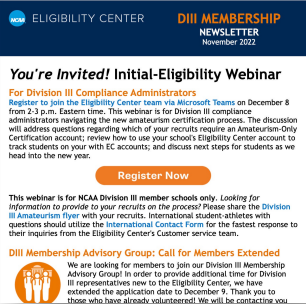 NCAA
ELIGIBILITY CENTER
DIII MEMBERSHIP
NEWSLETTER
November 2022
You're Invited! Initial-Eligibility Webinar
For Division III Compliance Administrators
Register to join the Eligibility Center team via Microsoft Teams on December 8
from 2-3 p.m. Eastern time. This webinar is for Division III compliance
administrators navigating the new amateurism certification process. The discussion
will address questions regarding which of your recruits require an Amateurism-Only
Certification account; review how to use your school's Eligibility Center account to
track students on your with EC accounts; and discuss next steps for students as we
head into the new year.
Register Now
This webinar is for NCAA Division III member schools only. Looking for
information to provide to your recruits on the process? Please share the Division
III Amateurism flyer with your recruits. International student-athletes with
questions should utilize the International Contact Form for the fastest response to
their inquiries from the Eligibility Center's Customer service team.
DIII Membership Advisory Group: Call for Members Extended
We are looking for members to join our Division III Membership
Advisory Group! In order to provide additional time for Division
III representatives new to the Eligibility Center, we have
extended the application date to December 9. Thank you to
those who have already volunteered! We will be contacting you